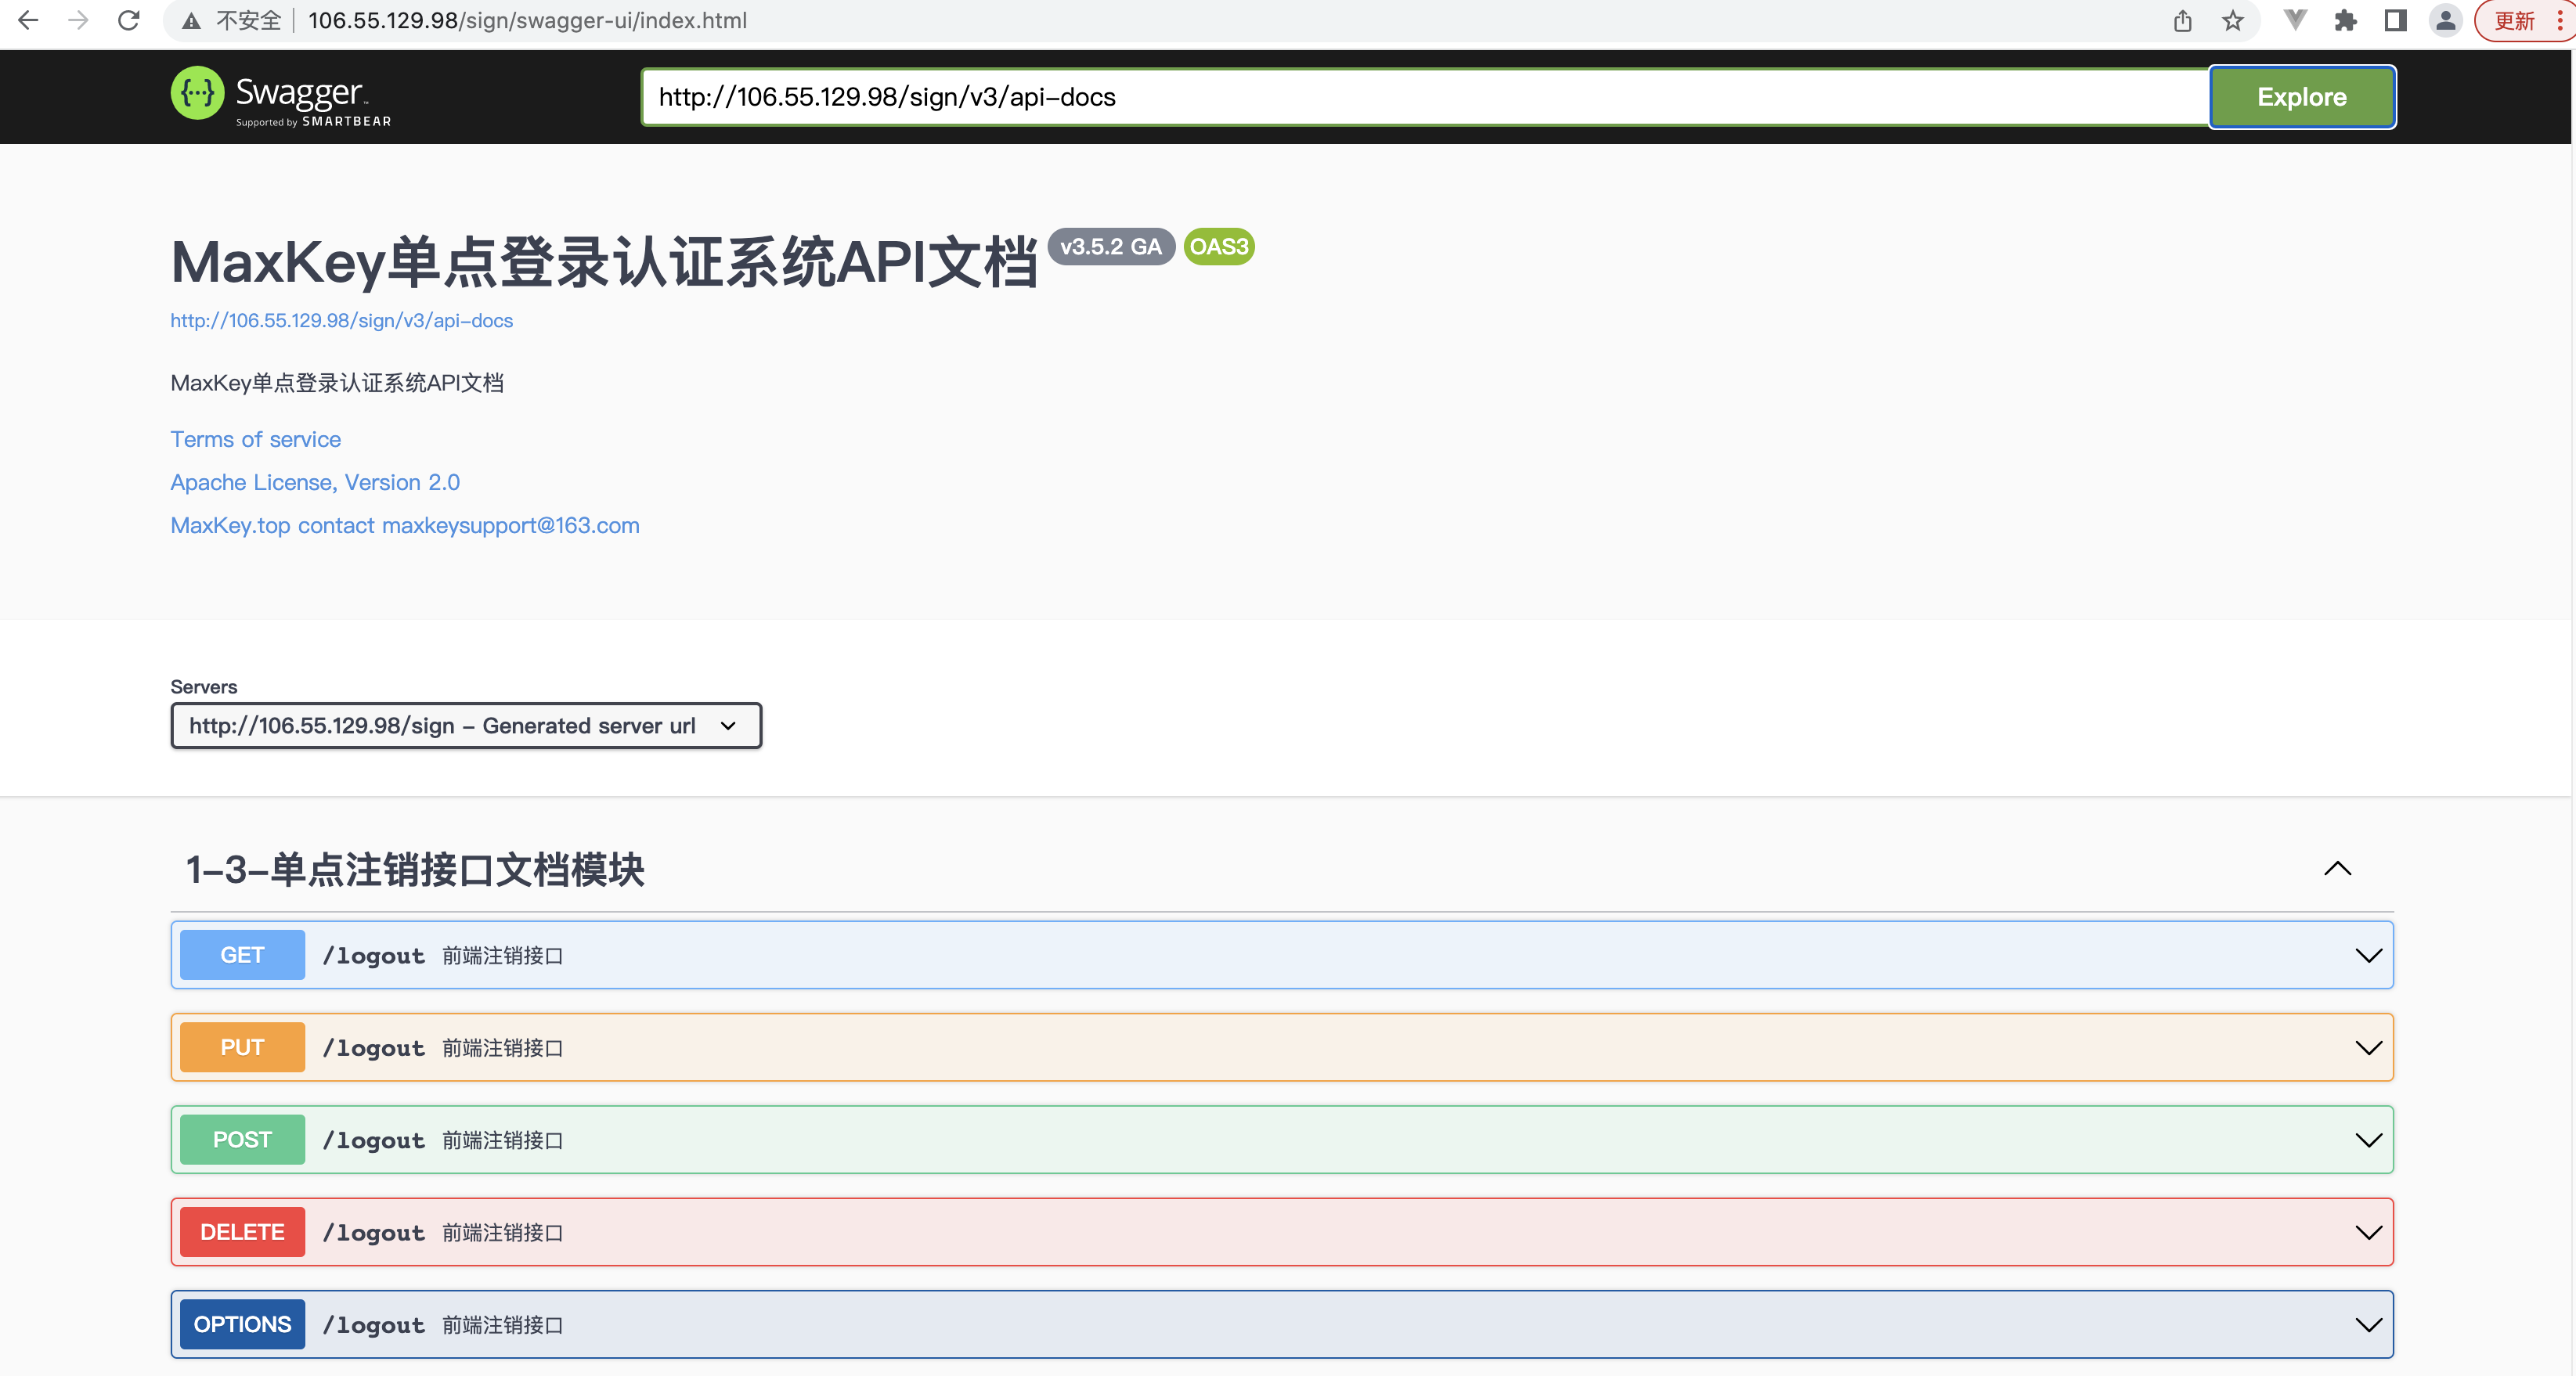 不安全 106.55.129.98/sign/swagger-ui/index.html 更新
Swagger™
Supported by SMARTBEAR
http://106.55.129.98/sign/v3/api-docs
Explore
MaxKey单点登录认证系统API文档 v3.5.2 GA OAS3
http://106.55.129.98/sign/v3/api-docs
MaxKey单点登录认证系统API文档
Terms of service
Apache License, Version 2.0
MaxKey.top contact maxkeysupport@163.com
Servers
http://106.55.129.98/sign - Generated server url
1-3-单点注销接口文档模块
GET /logout 前端注销接口
PUT /logout 前端注销接口
POST /logout 前端注销接口
DELETE /logout 前端注销接口
OPTIONS /logout 前端注销接口